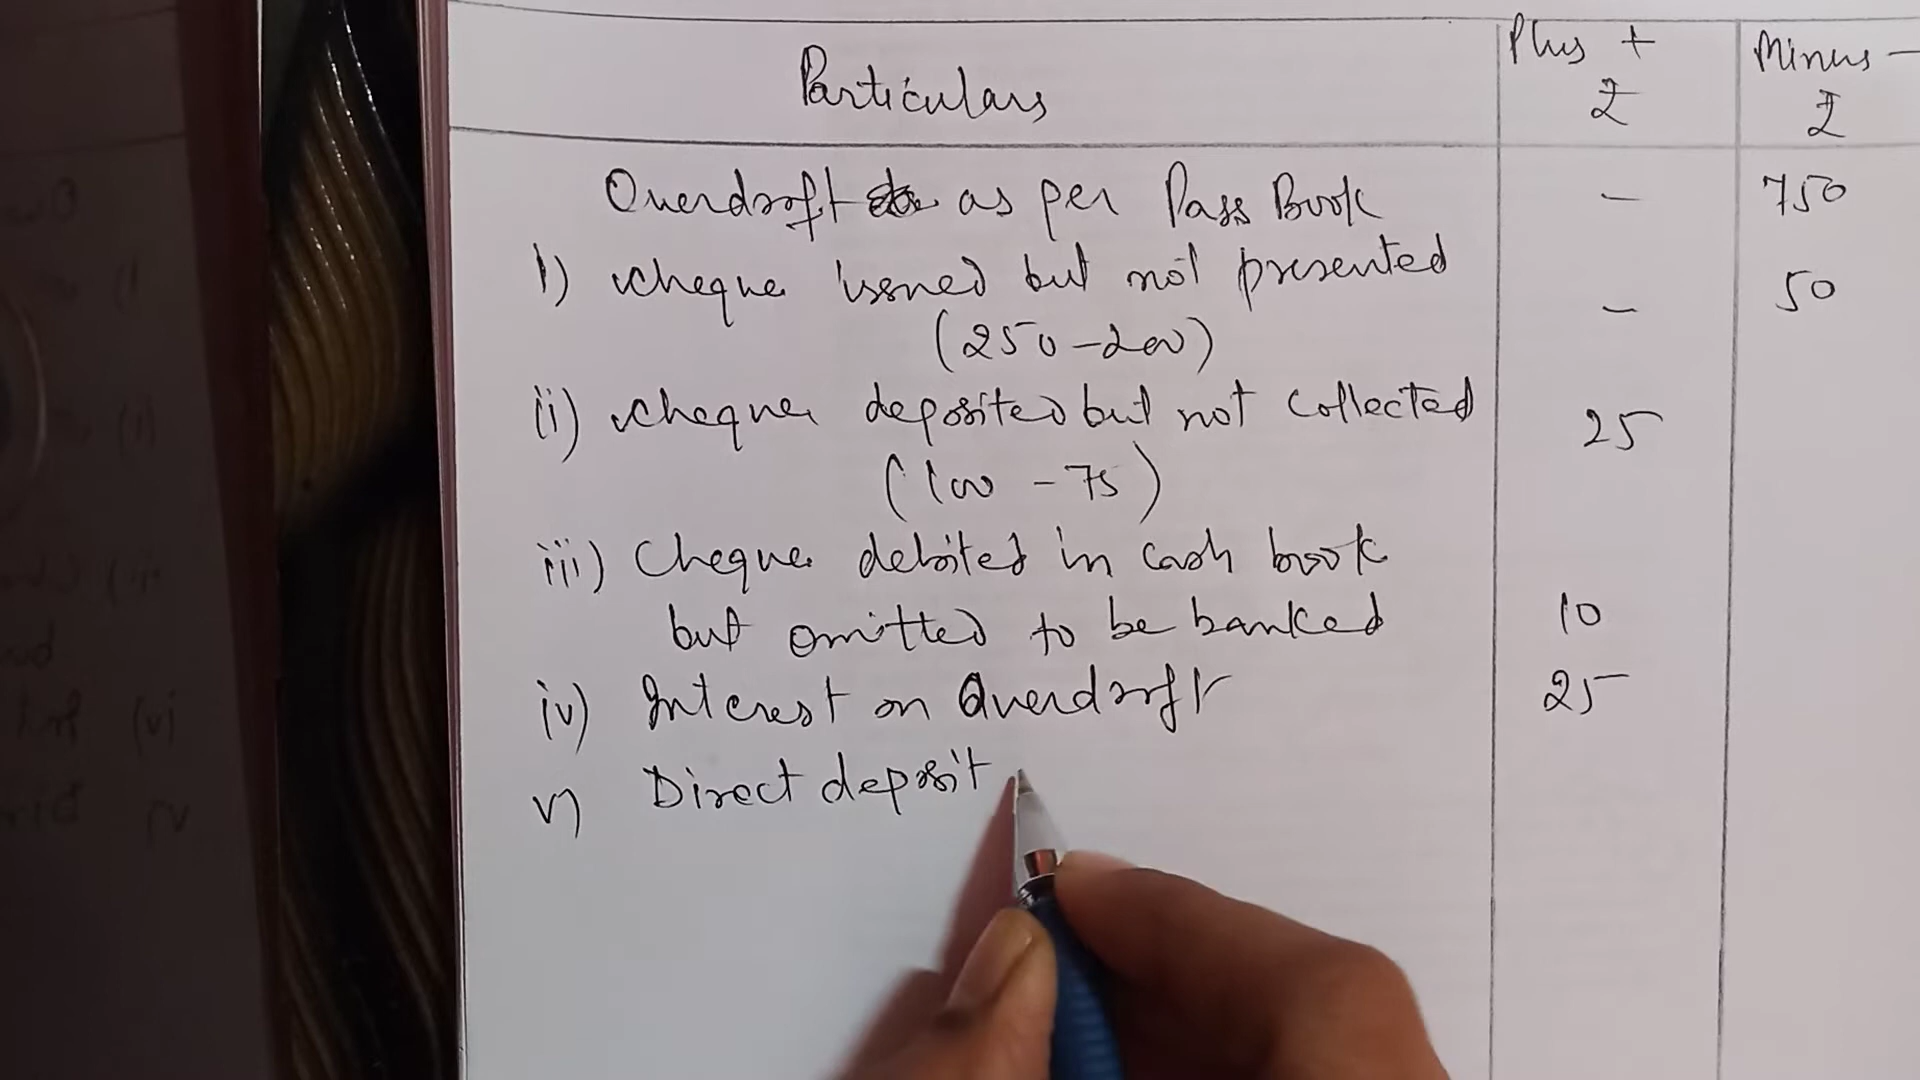 Particulars Plus + ₹ Minus - ₹
Overdraft as per Pass Book - 750
1) Cheque issued but not presented - 50
(250-200)
(ii) Cheque deposited but not collected 25
(100 - 75)
iii) Cheque debited in cash book
but omitted to be banked 10
iv) Interest on Overdraft 25
v) Direct deposit